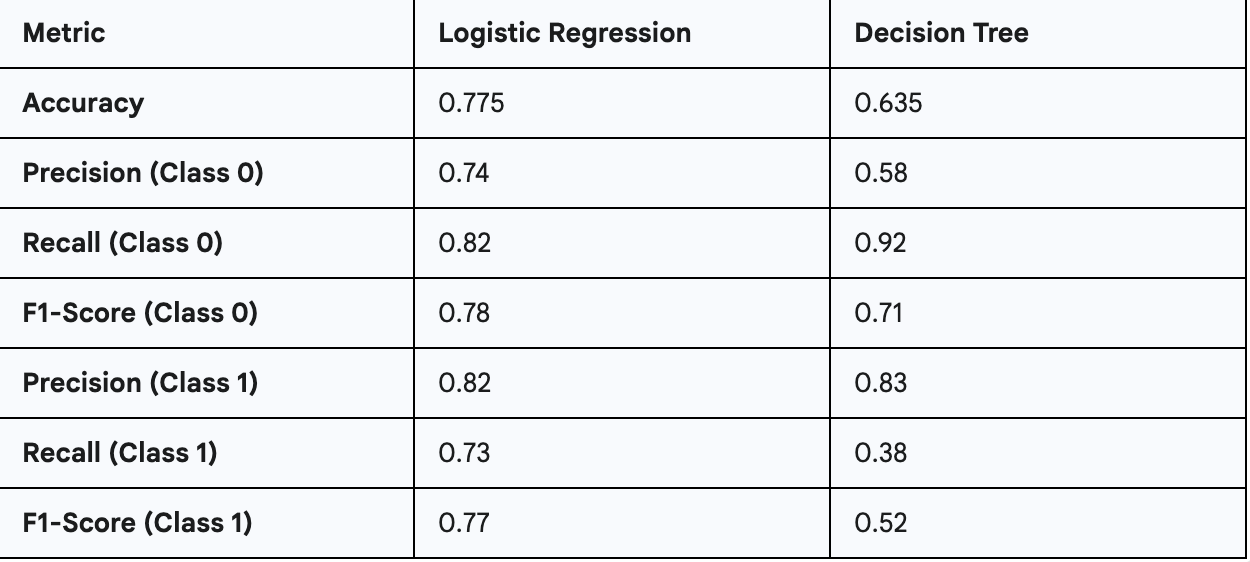 Metric Logistic Regression Decision Tree
Accuracy 0.775 0.635
Precision (Class 0) 0.74 0.58
Recall (Class 0) 0.82 0.92
F1-Score (Class 0) 0.78 0.71
Precision (Class 1) 0.82 0.83
Recall (Class 1) 0.73 0.38
F1-Score (Class 1) 0.77 0.52